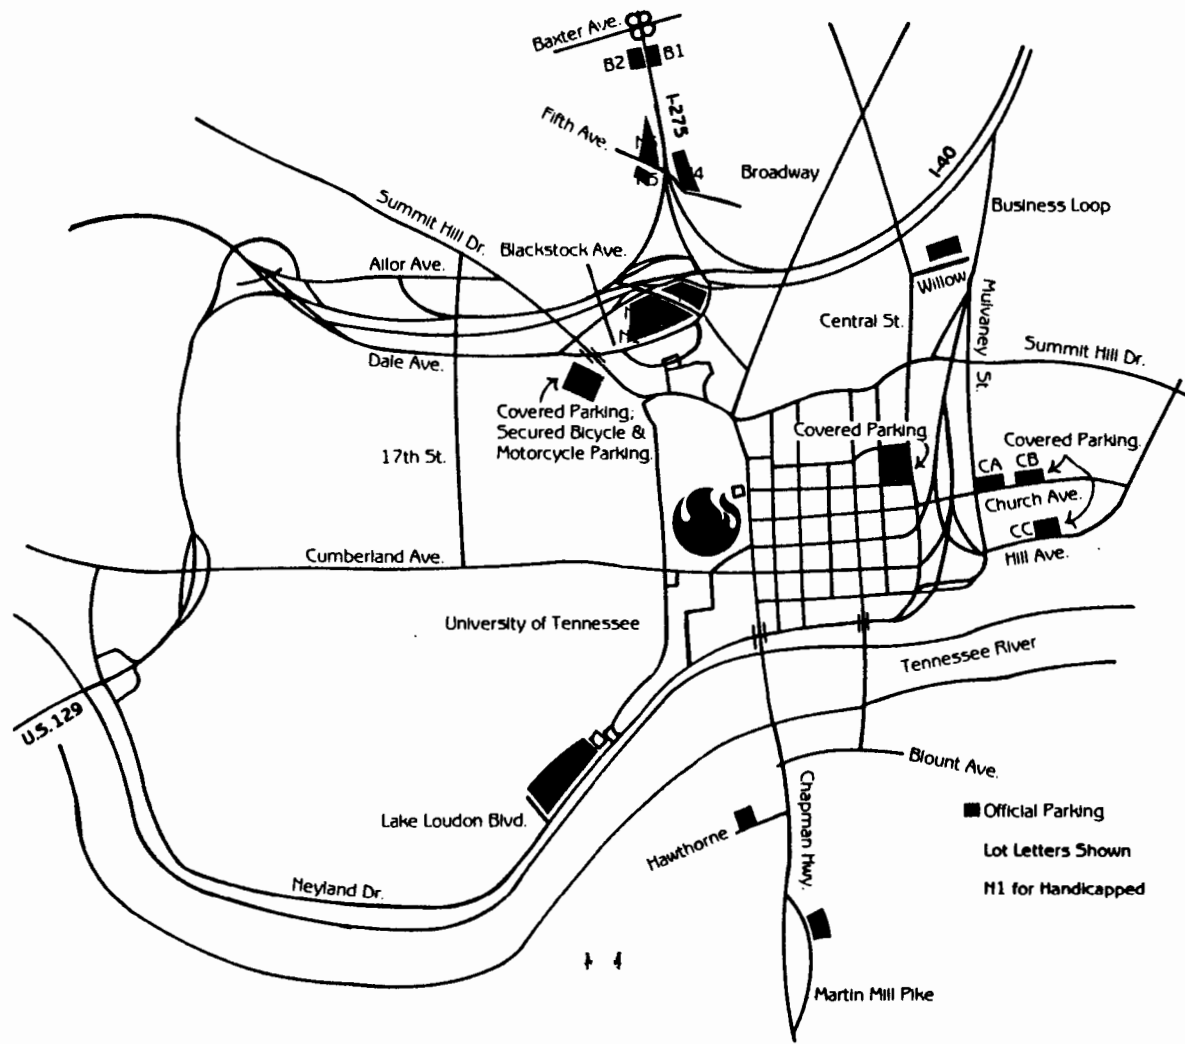 Baxter Ave.
B2
B1
I-275
Fifth Ave.
Broadway
I-40
Business Loop
Summit Hill Dr.
Blackstock Ave.
Ailor Ave.
Willow
Mulvaney St.
Central St.
Summit Hill Dr.
Dale Ave.
Covered Parking;
Secured Bicycle &
Motorcycle Parking.
Covered Parking
Covered Parking.
17th St.
CA
CB
Church Ave.
CC
Hill Ave.
Cumberland Ave.
University of Tennessee
Tennessee River
U.S. 129
Blount Ave.
Chapman Hwy.
Lake Loudon Blvd.
Hawthorne
Neyland Dr.
Official Parking
Lot Letters Shown
N1 for Handicapped
Martin Mill Pike